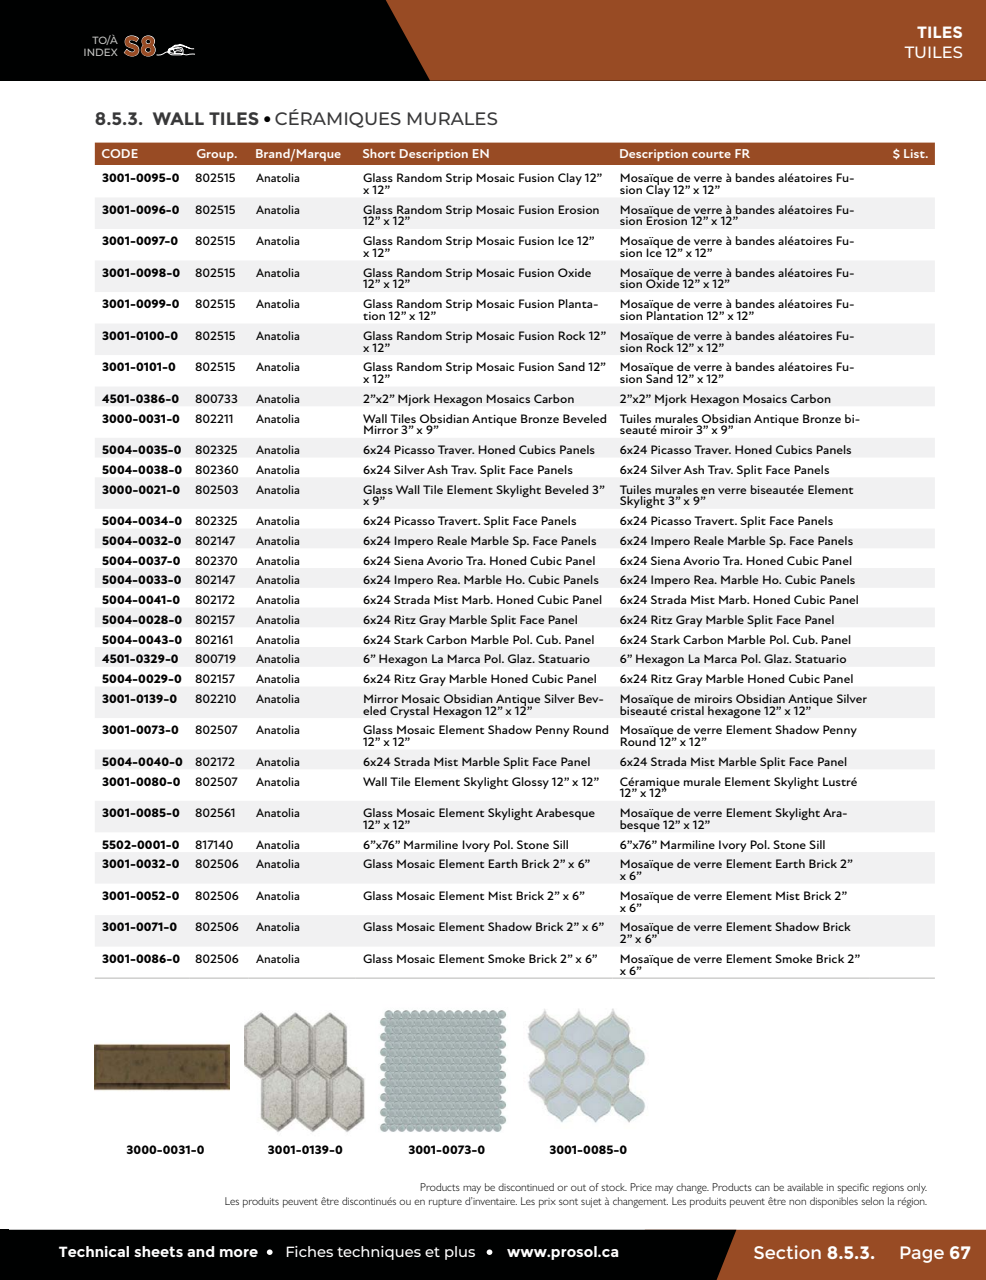 TO/À
INDEX S8
TILES
TUILES
8.5.3. WALL TILES • CÉRAMIQUES MURALES
CODE Group. Brand/Marque Short Description EN Description courte FR $ List.
3001-0095-0 802515 Anatolia Glass Random Strip Mosaic Fusion Clay 12” Mosaïque de verre à bandes aléatoires Fu-
x 12” sion Clay 12” x 12”
3001-0096-0 802515 Anatolia Glass Random Strip Mosaic Fusion Erosion Mosaïque de verre à bandes aléatoires Fu-
12” x 12” sion Erosion 12” x 12”
3001-0097-0 802515 Anatolia Glass Random Strip Mosaic Fusion Ice 12” Mosaïque de verre à bandes aléatoires Fu-
x 12” sion Ice 12” x 12”
3001-0098-0 802515 Anatolia Glass Random Strip Mosaic Fusion Oxide Mosaïque de verre à bandes aléatoires Fu-
12” x 12” sion Oxide 12” x 12”
3001-0099-0 802515 Anatolia Glass Random Strip Mosaic Fusion Planta- Mosaïque de verre à bandes aléatoires Fu-
tion 12” x 12” sion Plantation 12” x 12”
3001-0100-0 802515 Anatolia Glass Random Strip Mosaic Fusion Rock 12” Mosaïque de verre à bandes aléatoires Fu-
x 12” sion Rock 12” x 12”
3001-0101-0 802515 Anatolia Glass Random Strip Mosaic Fusion Sand 12” Mosaïque de verre à bandes aléatoires Fu-
x 12” sion Sand 12” x 12”
4501-0386-0 800733 Anatolia 2”x2” Mjork Hexagon Mosaics Carbon 2”x2” Mjork Hexagon Mosaics Carbon
3000-0031-0 802211 Anatolia Wall Tiles Obsidian Antique Bronze Beveled Tuiles murales Obsidian Antique Bronze bi-
Mirror 3” x 9” seauté miroir 3” x 9”
5004-0035-0 802325 Anatolia 6x24 Picasso Traver. Honed Cubics Panels 6x24 Picasso Traver. Honed Cubics Panels
5004-0038-0 802360 Anatolia 6x24 Silver Ash Trav. Split Face Panels 6x24 Silver Ash Trav. Split Face Panels
3000-0021-0 802503 Anatolia Glass Wall Tile Element Skylight Beveled 3” Tuiles murales en verre biseautée Element
x 9” Skylight 3” x 9”
5004-0034-0 802325 Anatolia 6x24 Picasso Travert. Split Face Panels 6x24 Picasso Travert. Split Face Panels
5004-0032-0 802147 Anatolia 6x24 Impero Reale Marble Sp. Face Panels 6x24 Impero Reale Marble Sp. Face Panels
5004-0037-0 802370 Anatolia 6x24 Siena Avorio Tra. Honed Cubic Panel 6x24 Siena Avorio Tra. Honed Cubic Panel
5004-0033-0 802147 Anatolia 6x24 Impero Rea. Marble Ho. Cubic Panels 6x24 Impero Rea. Marble Ho. Cubic Panels
5004-0041-0 802172 Anatolia 6x24 Strada Mist Marb. Honed Cubic Panel 6x24 Strada Mist Marb. Honed Cubic Panel
5004-0028-0 802157 Anatolia 6x24 Ritz Gray Marble Split Face Panel 6x24 Ritz Gray Marble Split Face Panel
5004-0043-0 802161 Anatolia 6x24 Stark Carbon Marble Pol. Cub. Panel 6x24 Stark Carbon Marble Pol. Cub. Panel
4501-0329-0 800719 Anatolia 6” Hexagon La Marca Pol. Glaz. Statuario 6” Hexagon La Marca Pol. Glaz. Statuario
5004-0029-0 802157 Anatolia 6x24 Ritz Gray Marble Honed Cubic Panel 6x24 Ritz Gray Marble Honed Cubic Panel
3001-0139-0 802210 Anatolia Mirror Mosaic Obsidian Antique Silver Bev- Mosaïque de miroirs Obsidian Antique Silver
eled Crystal Hexagon 12” x 12” biseauté cristal hexagone 12” x 12”
3001-0073-0 802507 Anatolia Glass Mosaic Element Shadow Penny Round Mosaïque de verre Element Shadow Penny
12” x 12” Round 12” x 12”
5004-0040-0 802172 Anatolia 6x24 Strada Mist Marble Split Face Panel 6x24 Strada Mist Marble Split Face Panel
3001-0080-0 802507 Anatolia Wall Tile Element Skylight Glossy 12” x 12” Céramique murale Element Skylight Lustré
12” x 12”
3001-0085-0 802561 Anatolia Glass Mosaic Element Skylight Arabesque Mosaïque de verre Element Skylight Ara-
12” x 12” besque 12” x 12”
5502-0001-0 817140 Anatolia 6”x76” Marmiline Ivory Pol. Stone Sill 6”x76” Marmiline Ivory Pol. Stone Sill
3001-0032-0 802506 Anatolia Glass Mosaic Element Earth Brick 2” x 6” Mosaïque de verre Element Earth Brick 2”
x 6”
3001-0052-0 802506 Anatolia Glass Mosaic Element Mist Brick 2” x 6” Mosaïque de verre Element Mist Brick 2”
x 6”
3001-0071-0 802506 Anatolia Glass Mosaic Element Shadow Brick 2” x 6” Mosaïque de verre Element Shadow Brick
2” x 6”
3001-0086-0 802506 Anatolia Glass Mosaic Element Smoke Brick 2” x 6” Mosaïque de verre Element Smoke Brick 2”
x 6”
3000-0031-0 3001-0139-0 3001-0073-0 3001-0085-0
Products may be discontinued or out of stock. Price may change. Products can be available in specific regions only.
Les produits peuvent être discontinués ou en rupture d’inventaire. Les prix sont sujet à changement. Les produits peuvent être non disponibles selon la région.
Technical sheets and more • Fiches techniques et plus • www.prosol.ca Section 8.5.3. Page 67